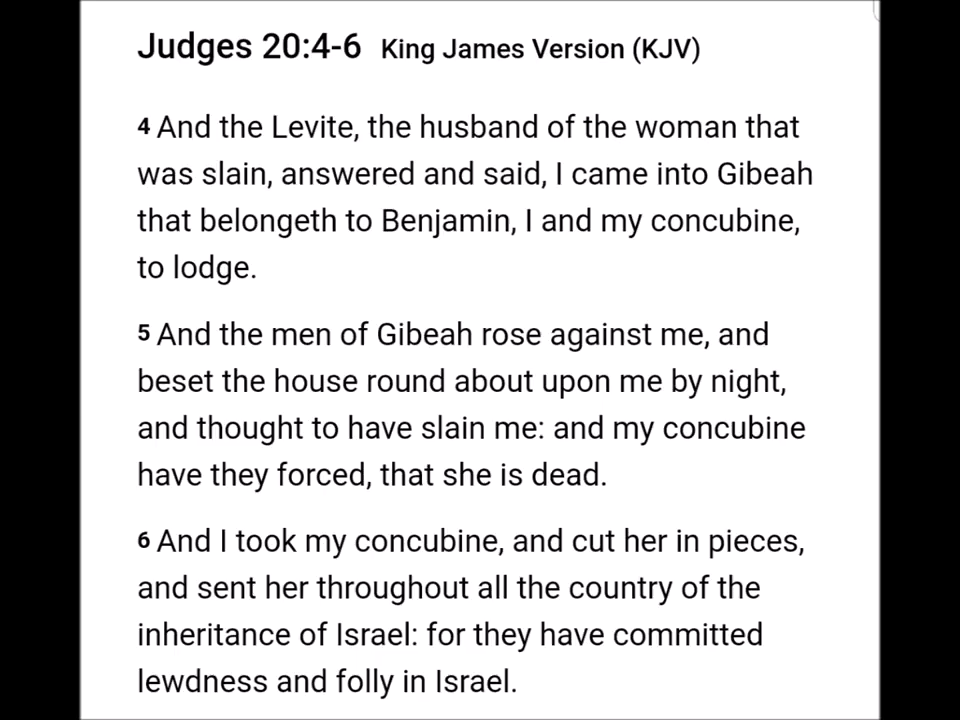 Judges 20:4-6 King James Version (KJV)
4 And the Levite, the husband of the woman that
was slain, answered and said, I came into Gibeah
that belongeth to Benjamin, I and my concubine,
to lodge.
5 And the men of Gibeah rose against me, and
beset the house round about upon me by night,
and thought to have slain me: and my concubine
have they forced, that she is dead.
6 And I took my concubine, and cut her in pieces,
and sent her throughout all the country of the
inheritance of Israel: for they have committed
lewdness and folly in Israel.